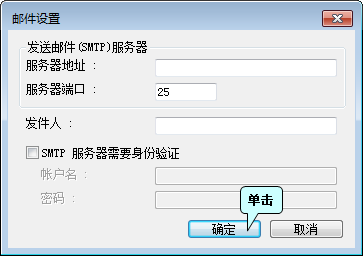 邮件设置
发送邮件(SMTP)服务器
服务器地址 :
服务器端口 : 25
发件人 :
SMTP 服务器需要身份验证
帐户名 :
密码 :
单击
确定 取消